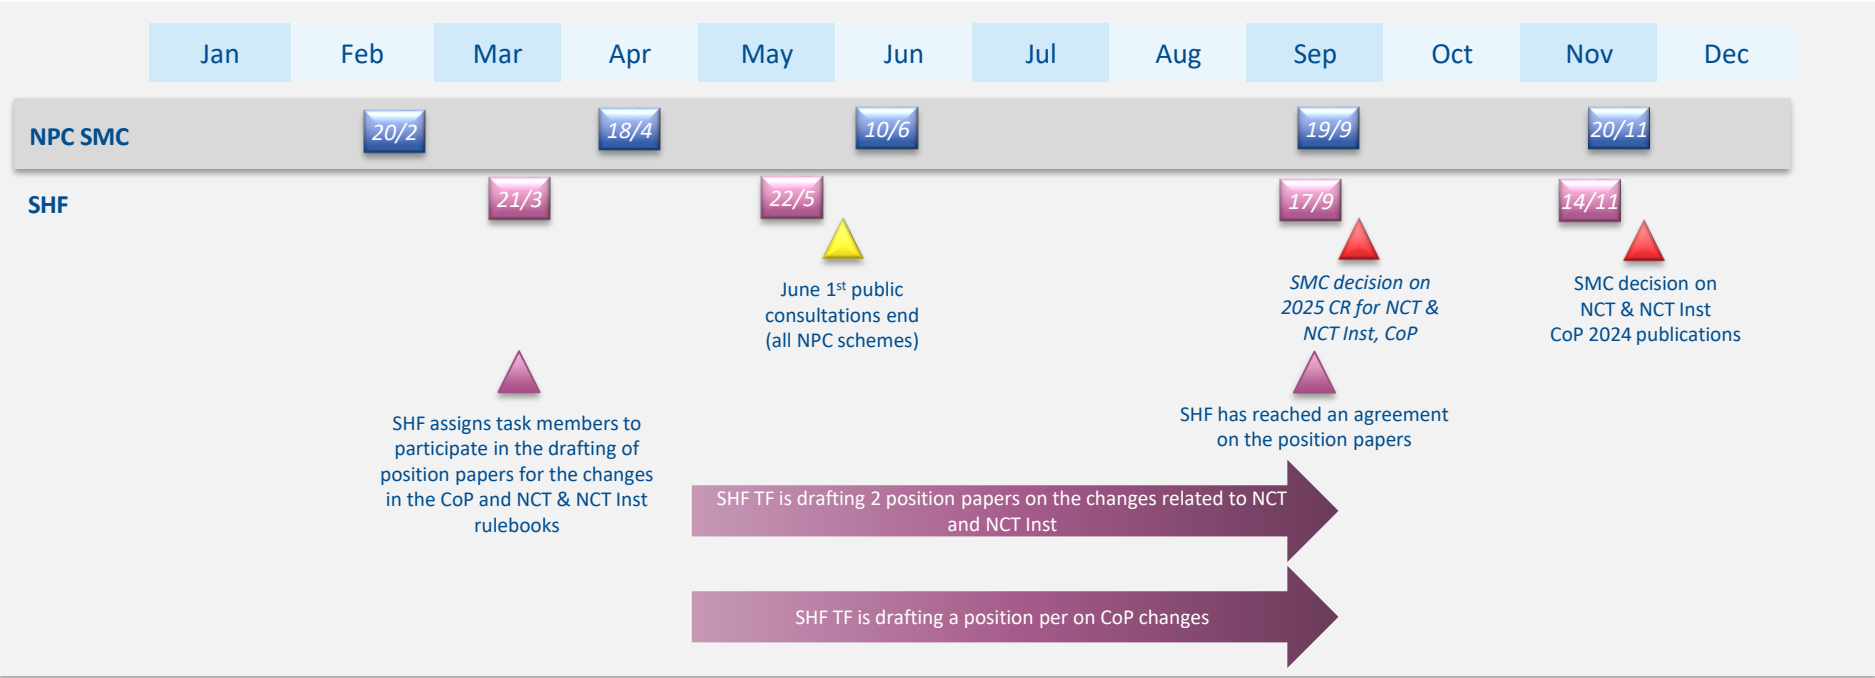 Jan Feb Mar Apr May Jun Jul Aug Sep Oct Nov Dec
NPC SMC 20/2 18/4 10/6 19/9 20/11
SHF 21/3 22/5 17/9 14/11
June 1st public
consultations end
(all NPC schemes)
SMC decision on
2025 CR for NCT &
NCT Inst, CoP
SMC decision on
NCT & NCT Inst
CoP 2024 publications
SHF assigns task members to
participate in the drafting of
position papers for the changes
in the CoP and NCT & NCT Inst
rulebooks
SHF has reached an agreement
on the position papers
SHF TF is drafting 2 position papers on the changes related to NCT
and NCT Inst
SHF TF is drafting a position per on CoP changes